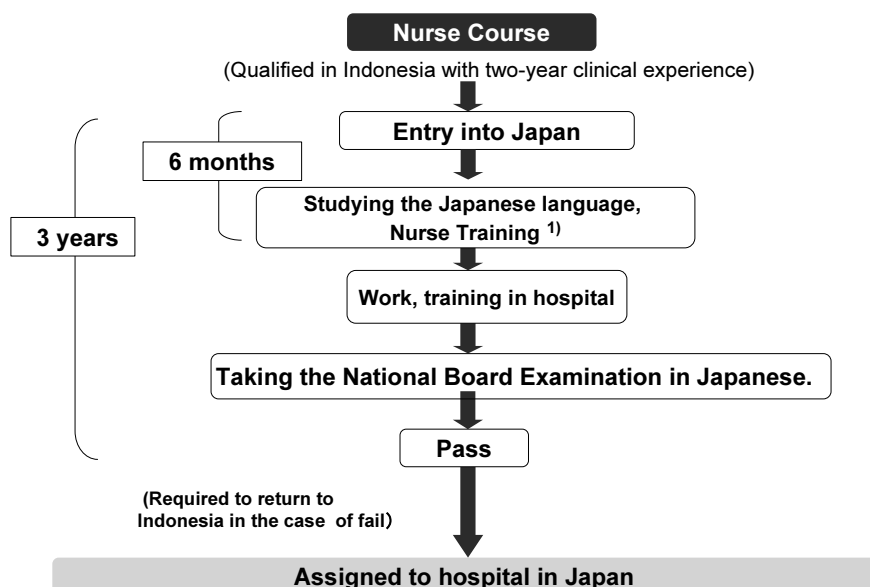 Nurse Course
(Qualified in Indonesia with two-year clinical experience)
Entry into Japan
6 months
Studying the Japanese language,
Nurse Training 1)
3 years
Work, training in hospital
Taking the National Board Examination in Japanese.
Pass
(Required to return to
Indonesia in the case of fail)
Assigned to hospital in Japan